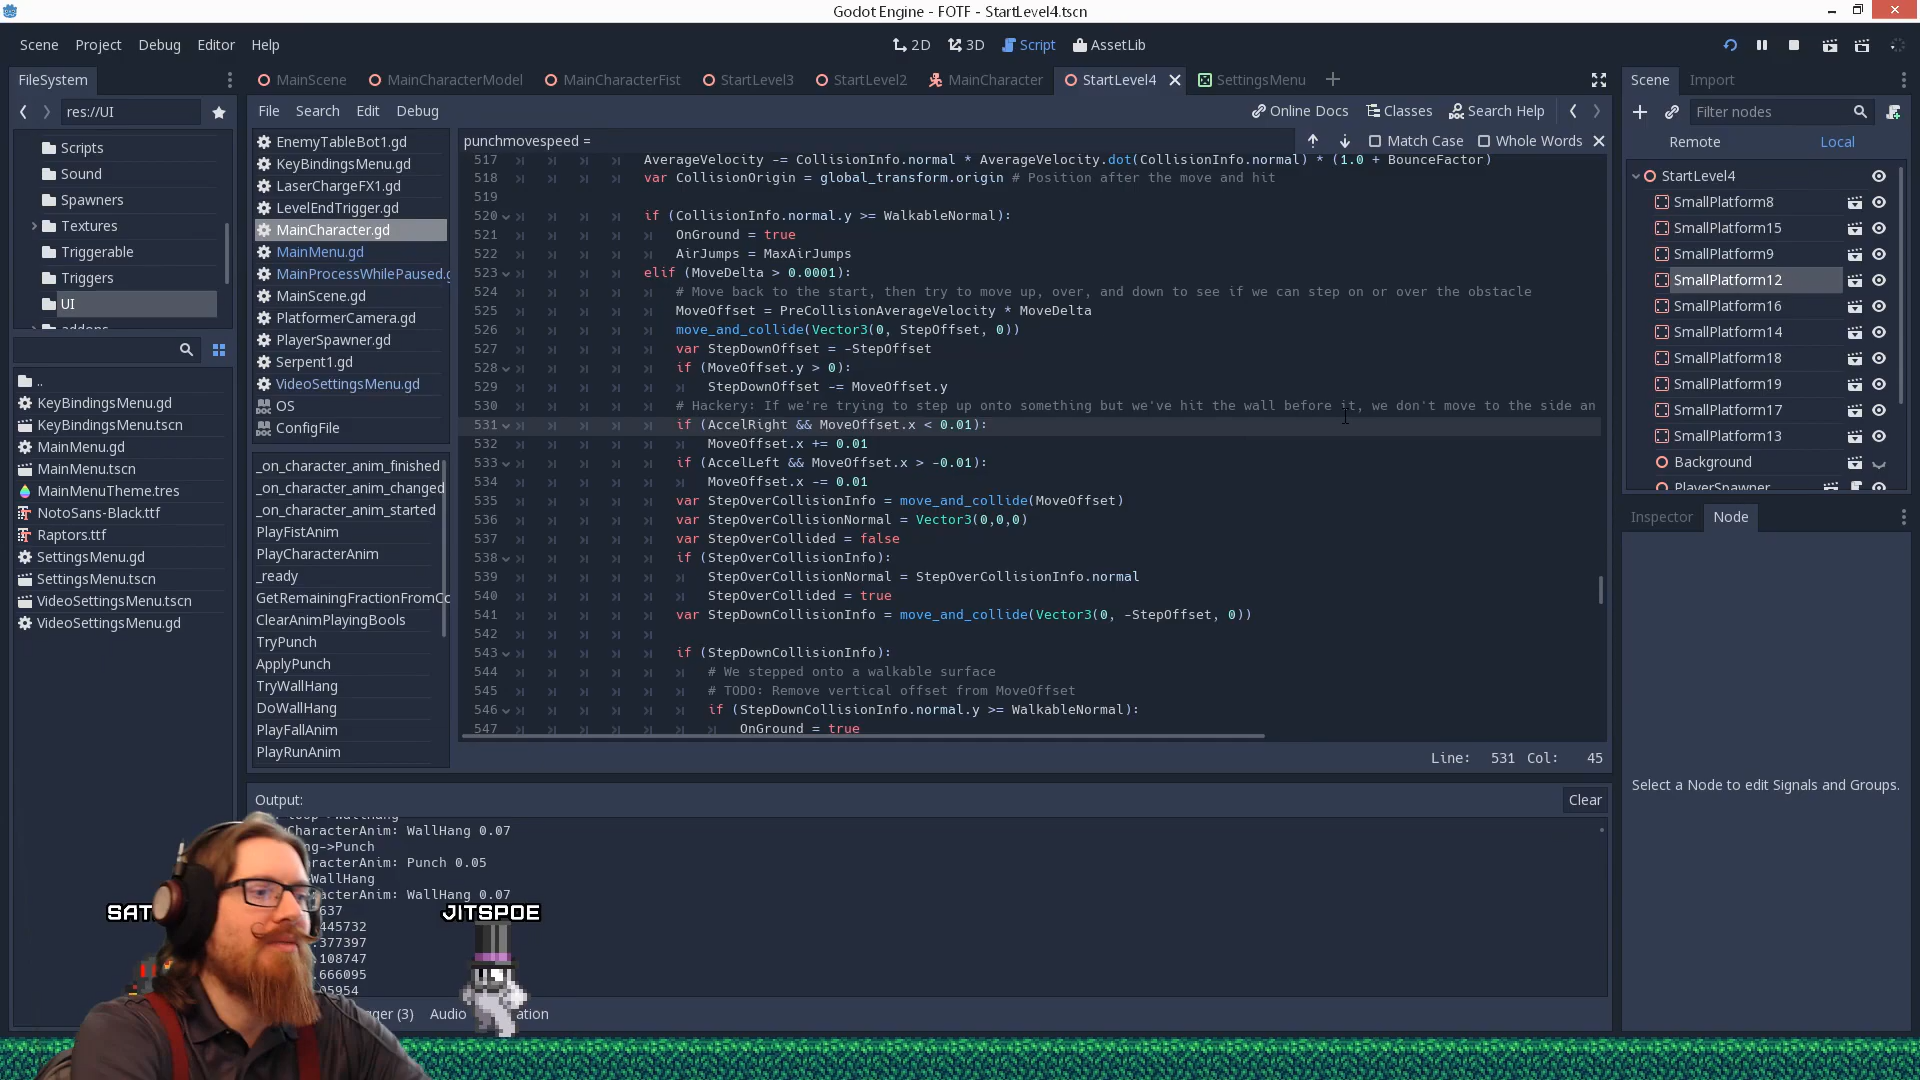 Godot Engine - FOTF - StartLevel4.tscn
Scene Project Debug Editor Help
2D 3D Script AssetLib
FileSystem
MainScene MainCharacterModel MainCharacterFist StartLevel3 StartLevel2 MainCharacter StartLevel4 SettingsMenu
Scene Import
res://UI
File Search Edit Debug
Online Docs Classes Search Help
Filter nodes
Remote Local
Scripts
Sound
Spawners
Textures
Triggerable
Triggers
UI
addons
..
KeyBindingsMenu.gd
KeyBindingsMenu.tscn
MainMenu.gd
MainMenu.tscn
MainMenuTheme.tres
NotoSans-Black.ttf
Raptors.ttf
SettingsMenu.gd
SettingsMenu.tscn
VideoSettingsMenu.tscn
VideoSettingsMenu.gd
EnemyTableBot1.gd
KeyBindingsMenu.gd
LaserChargeFX1.gd
LevelEndTrigger.gd
MainCharacter.gd
MainMenu.gd
MainProcessWhilePaused.g
MainScene.gd
PlatformerCamera.gd
PlayerSpawner.gd
Serpent1.gd
VideoSettingsMenu.gd
OS
ConfigFile
_on_character_anim_finished
_on_character_anim_changed
_on_character_anim_started
PlayFistAnim
PlayCharacterAnim
_ready
GetRemainingFractionFromCo
ClearAnimPlayingBools
TryPunch
ApplyPunch
TryWallHang
DoWallHang
PlayFallAnim
PlayRunAnim
punchmovespeed =
Match Case Whole Words
517 AverageVelocity -= CollisionInfo.normal * AverageVelocity.dot(CollisionInfo.normal) * (1.0 + BounceFactor)
518 var CollisionOrigin = global_transform.origin # Position after the move and hit
519
520 if (CollisionInfo.normal.y >= WalkableNormal):
521 OnGround = true
522 AirJumps = MaxAirJumps
523 elif (MoveDelta > 0.0001):
524 # Move back to the start, then try to move up, over, and down to see if we can step on or over the obstacle
525 MoveOffset = PreCollisionAverageVelocity * MoveDelta
526 move_and_collide(Vector3(0, StepOffset, 0))
527 var StepDownOffset = -StepOffset
528 if (MoveOffset.y > 0):
529 StepDownOffset -= MoveOffset.y
530 # Hackery: If we're trying to step up onto something but we've hit the wall before it, we don't move to the side an
531 if (AccelRight && MoveOffset.x < 0.01):
532 MoveOffset.x += 0.01
533 if (AccelLeft && MoveOffset.x > -0.01):
534 MoveOffset.x -= 0.01
535 var StepOverCollisionInfo = move_and_collide(MoveOffset)
536 var StepOverCollisionNormal = Vector3(0,0,0)
537 var StepOverCollided = false
538 if (StepOverCollisionInfo):
539 StepOverCollisionNormal = StepOverCollisionInfo.normal
540 StepOverCollided = true
541 var StepDownCollisionInfo = move_and_collide(Vector3(0, -StepOffset, 0))
542
543 if (StepDownCollisionInfo):
544 # We stepped onto a walkable surface
545 # TODO: Remove vertical offset from MoveOffset
546 if (StepDownCollisionInfo.normal.y >= WalkableNormal):
547 OnGround = true
Line: 531 Col: 45
StartLevel4
SmallPlatform8
SmallPlatform15
SmallPlatform9
SmallPlatform12
SmallPlatform16
SmallPlatform14
SmallPlatform18
SmallPlatform19
SmallPlatform17
SmallPlatform13
Background
PlayerSpawner
Inspector Node
Select a Node to edit Signals and Groups.
Output:
Clear
CharacterAnim: WallHang 0.07
ng->Punch
racterAnim: Punch 0.05
WallHang
racterAnim: WallHang 0.07
637
445732
.377397
.108747
.666095
05954
SAT
JITSPOE
gger (3) Audio ation